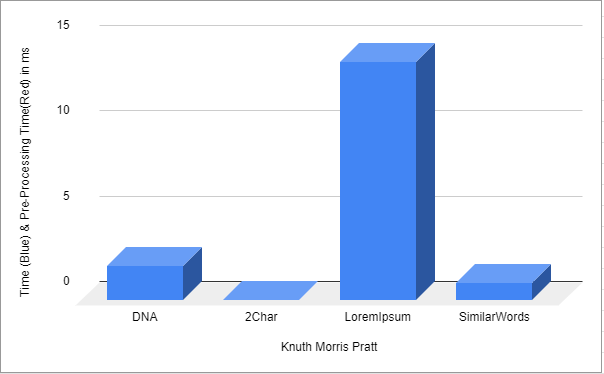 15
10
5
0
Time (Blue) & Pre-Processing Time(Red) in ms
DNA
2Char
LoremIpsum
SimilarWords
Knuth Morris Pratt